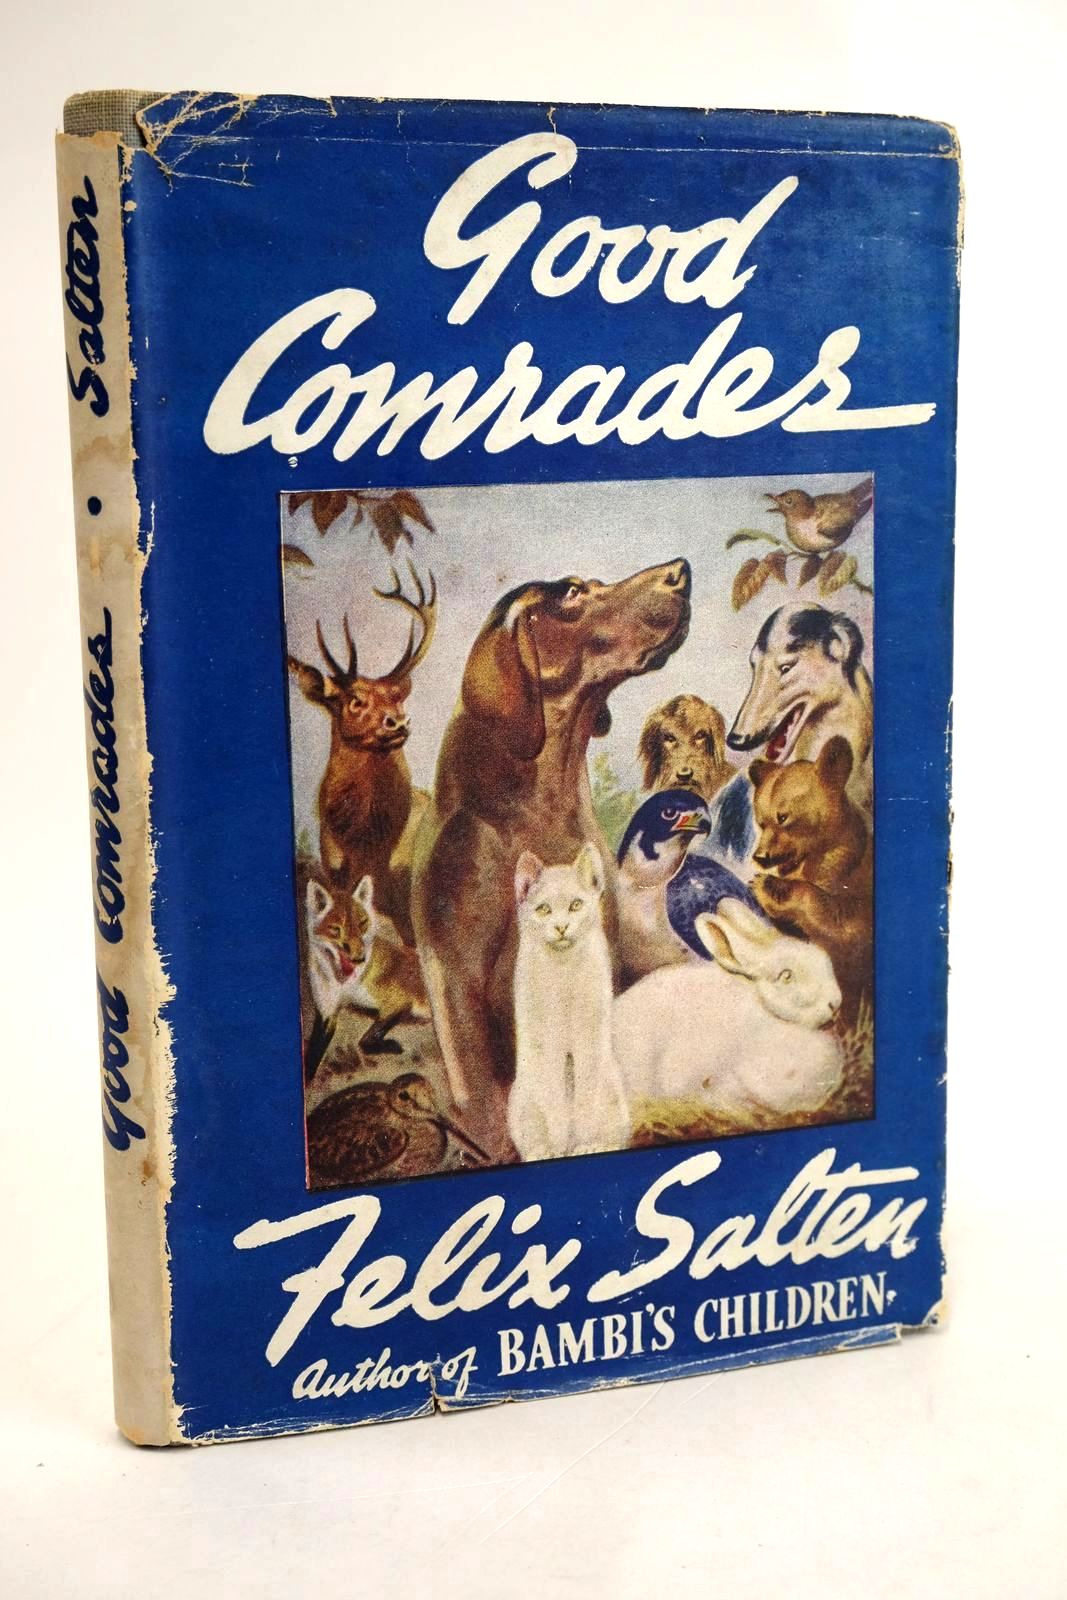 Good
Comrades
Felix Salten
Author of BAMBI'S CHILDREN.
Good Comrades • Salten